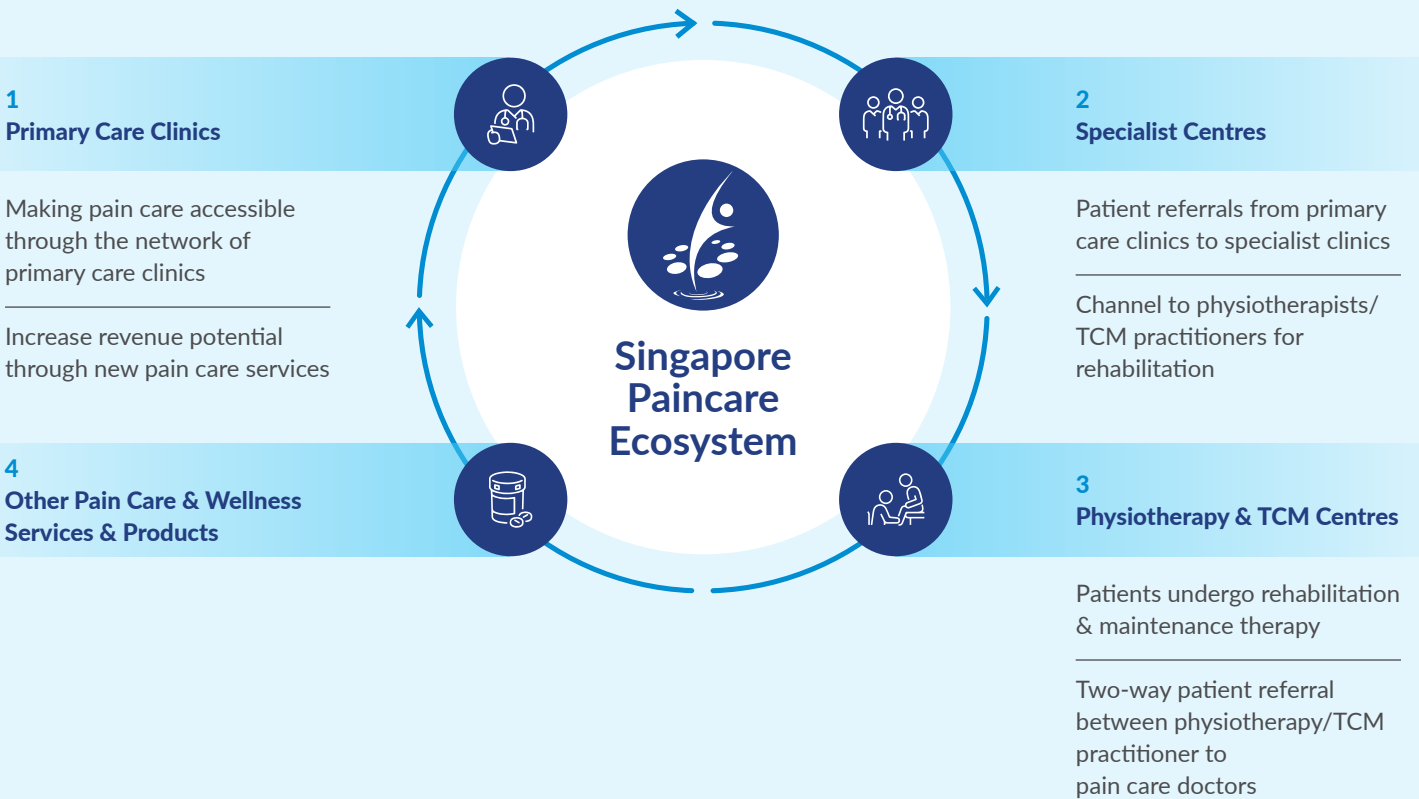 1
Primary Care Clinics
Making pain care accessible
through the network of
primary care clinics
Increase revenue potential
through new pain care services
2
Specialist Centres
Patient referrals from primary
care clinics to specialist clinics
Channel to physiotherapists/
TCM practitioners for
rehabilitation
Singapore
Paincare
Ecosystem
3
Physiotherapy & TCM Centres
Patients undergo rehabilitation
& maintenance therapy
Two-way patient referral
between physiotherapy/TCM
practitioner to
pain care doctors
4
Other Pain Care & Wellness
Services & Products